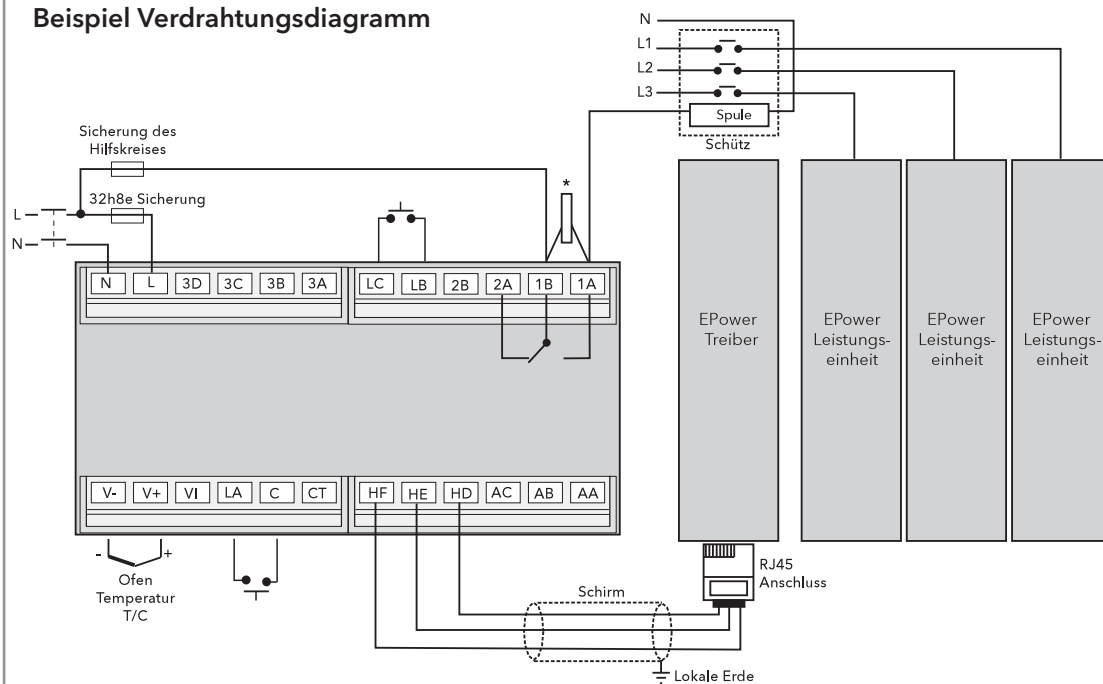 Beispiel Verdrahtungsdiagramm
N
L1
L2
L3
Spule
Schütz
Sicherung des
Hilfskreises
32h8e Sicherung
L
N
*
N L 3D 3C 3B 3A LC LB 2B 2A 1B 1A
EPower
Treiber
EPower
Leistungs-
einheit
EPower
Leistungs-
einheit
EPower
Leistungs-
einheit
V- V+ VI LA C CT HF HE HD AC AB AA
- +
Ofen
Temperatur
T/C
RJ45
Anschluss
Schirm
Lokale Erde